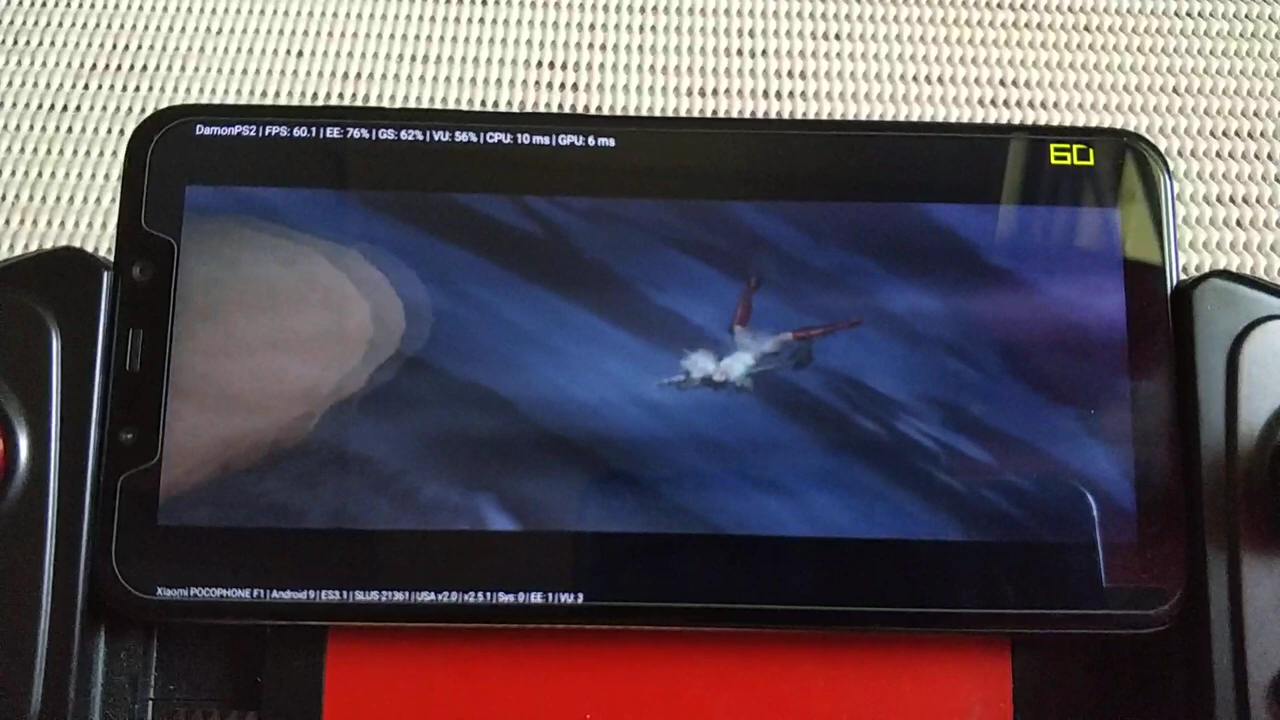 DamonPS2 | FPS: 60.1 | EE: 76% | GS: 62% | VU: 56% | CPU: 10 ms | GPU: 6 ms
60
Xiaomi POCOPHONE F1 | Android 9 | ES3.1 | SLUS-21361 | USA v2.0 | v2.5.1 | Sys: 0 | EE: 1 | VU: 3